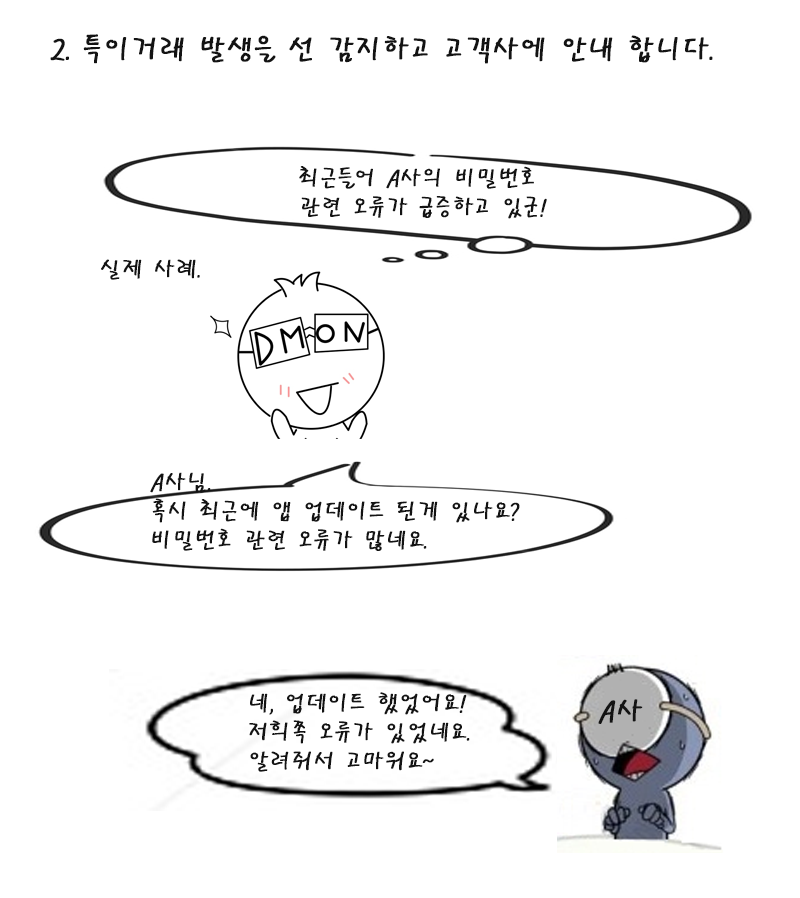 2. 특이거래 발생을 선 감지하고 고객사에 안내 합니다.
최근들어 A사의 비밀번호
관련 오류가 급증하고 있군!
실제 사례.
DMON
A사님.
혹시 최근에 앱 업데이트 된게 있나요?
비밀번호 관련 오류가 많네요.
네, 업데이트 했었어요!
저희쪽 오류가 있었네요.
알려줘서 고마워요~
A사